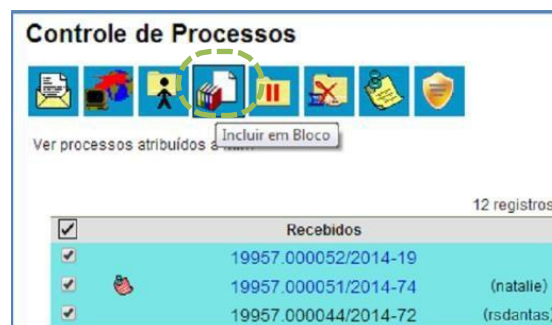 Controle de Processos
Incluir em Bloco
Ver processos atribuídos a
12 registros
Recebidos
19957.000052/2014-19
19957.000051/2014-74 (natalie)
19957.000044/2014-72 (rsdantas)